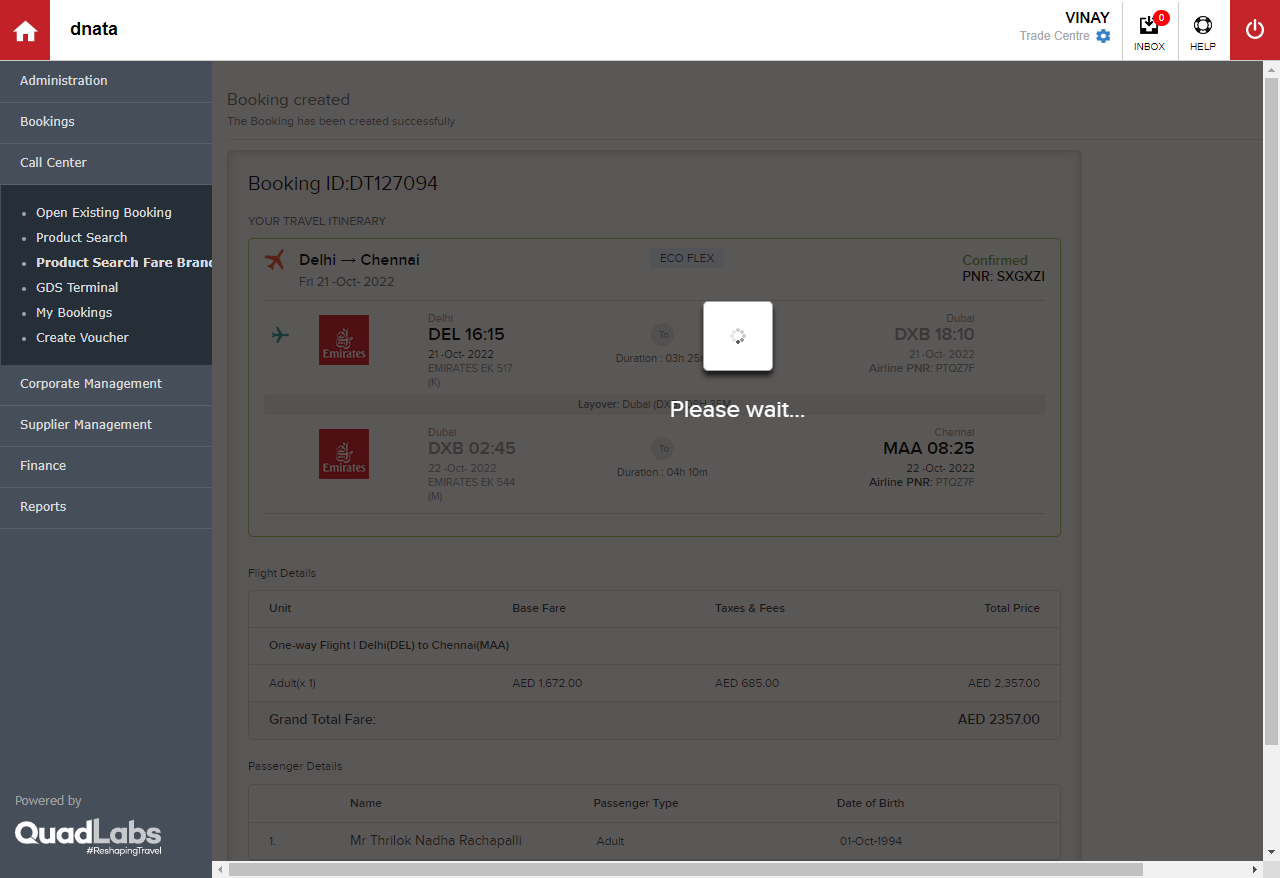 dnata
VINAY
Trade Centre
0
INBOX
HELP
Administration
Bookings
Call Center
Open Existing Booking
Product Search
Product Search Fare Brand
GDS Terminal
My Bookings
Create Voucher
Corporate Management
Supplier Management
Finance
Reports
Powered by
QuadLabs
#ReshapingTravel
Booking created
The Booking has been created successfully
Booking ID:DT127094
YOUR TRAVEL ITINERARY
Delhi → Chennai
ECO FLEX
Confirmed
Fri 21 -Oct- 2022
PNR: SXGXZI
Emirates
Delhi
DEL 16:15
21 -Oct- 2022
EMIRATES EK 517
(K)
To
Duration : 03h 25m
Dubai
DXB 18:10
21 -Oct- 2022
Airline PNR: PTQZ7F
Layover: Dubai (DXB) 08H 35M
Please wait...
Emirates
Dubai
DXB 02:45
22 -Oct- 2022
EMIRATES EK 544
(M)
To
Duration : 04h 10m
Chennai
MAA 08:25
22 -Oct- 2022
Airline PNR: PTQZ7F
Flight Details
Unit Base Fare Taxes & Fees Total Price
One-way Flight | Delhi(DEL) to Chennai(MAA)
Adult(x 1) AED 1,672.00 AED 685.00 AED 2,357.00
Grand Total Fare: AED 2357.00
Passenger Details
Name Passenger Type Date of Birth
1. Mr Thrilok Nadha Rachapalli Adult 01-Oct-1994